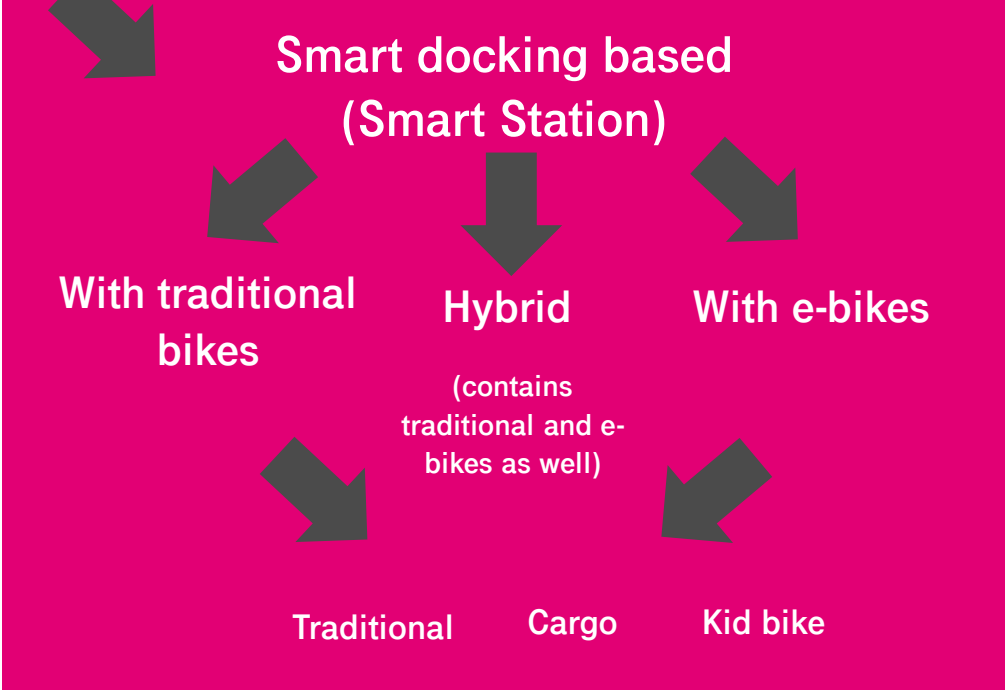 Smart docking based
(Smart Station)
With traditional
bikes
Hybrid
With e-bikes
(contains
traditional and e-
bikes as well)
Traditional
Cargo
Kid bike